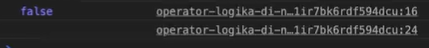 false operator-logika-di-n…1ir7bk6rdf594dcu:16
operator-logika-di-n…1ir7bk6rdf594dcu:24